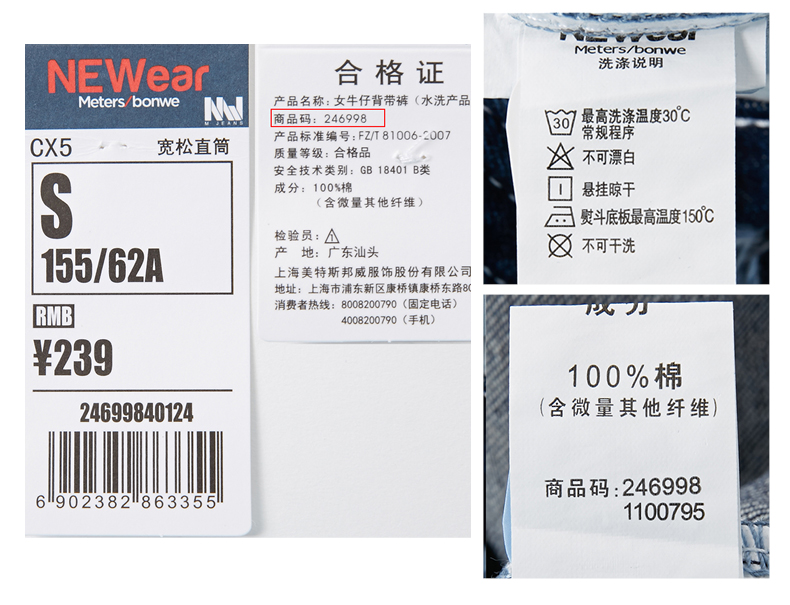 NEWear
Meters/bonwe
M JEANS
CX5 宽松直筒
S
155/62A
RMB
¥239
24699840124
6 902382 863355
合格证
产品名称：女牛仔背带裤（水洗产品
商品码：246998
产品标准编号：FZ/T 81006-2007
质量等级：合格品
安全技术类别：GB 18401 B类
成分：100%棉
（含微量其他纤维）
检验员：1
产 地：广东汕头
上海美特斯邦威服饰股份有限公司
地址：上海市浦东新区康桥镇康桥东路80
消费者热线：8008200790（固定电话）
4008200790（手机）
NEWear
Meters/bonwe
洗涤说明
30 最高洗涤温度30℃
常规程序
不可漂白
悬挂晾干
熨斗底板最高温度150℃
不可干洗
成分
100%棉
（含微量其他纤维）
商品码：246998
1100795